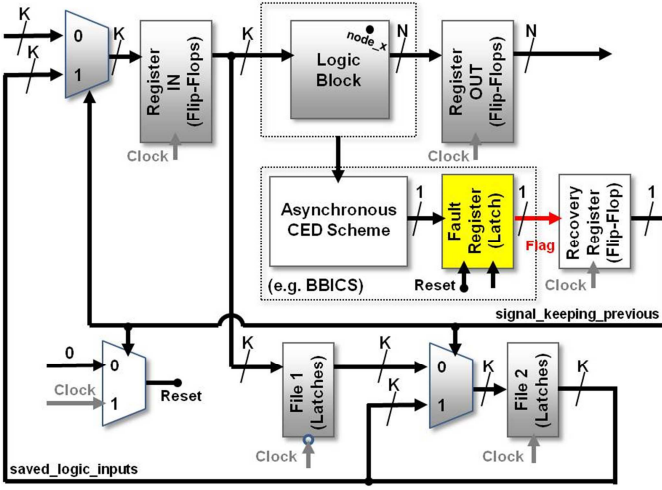 K
K
0
1
K
Register
IN
(Flip-Flops)
Clock
K
node_x
Logic
Block
N
Register
OUT
(Flip-Flops)
Clock
N
Asynchronous
CED Scheme
(e.g. BBICS)
1
Fault
Register
(Latch)
Reset
1
Flag
Recovery
Register
(Flip-Flop)
Clock
1
signal_keeping_previous
0
Clock
0
1
Reset
K
File 1
(Latches)
Clock
K
K
0
1
K
File 2
(Latches)
Clock
K
saved_logic_inputs